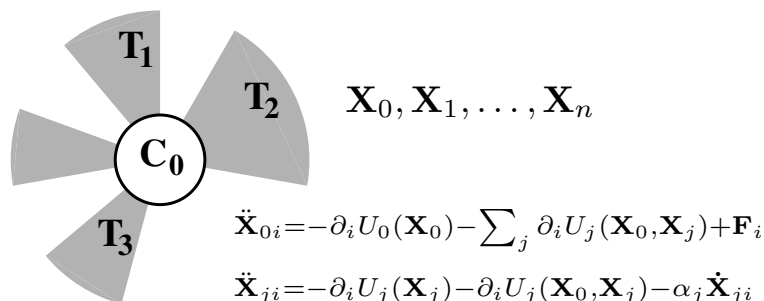 T₁
T₂
X₀, X₁, . . . , Xₙ
C₀
T₃
Ẍ₀ᵢ=−∂ᵢU₀(X₀)−∑ⱼ ∂ᵢUⱼ(X₀,Xⱼ)+Fᵢ
Ẍⱼᵢ=−∂ᵢUⱼ(Xⱼ)−∂ᵢUⱼ(X₀,Xⱼ)−αⱼẊⱼᵢ